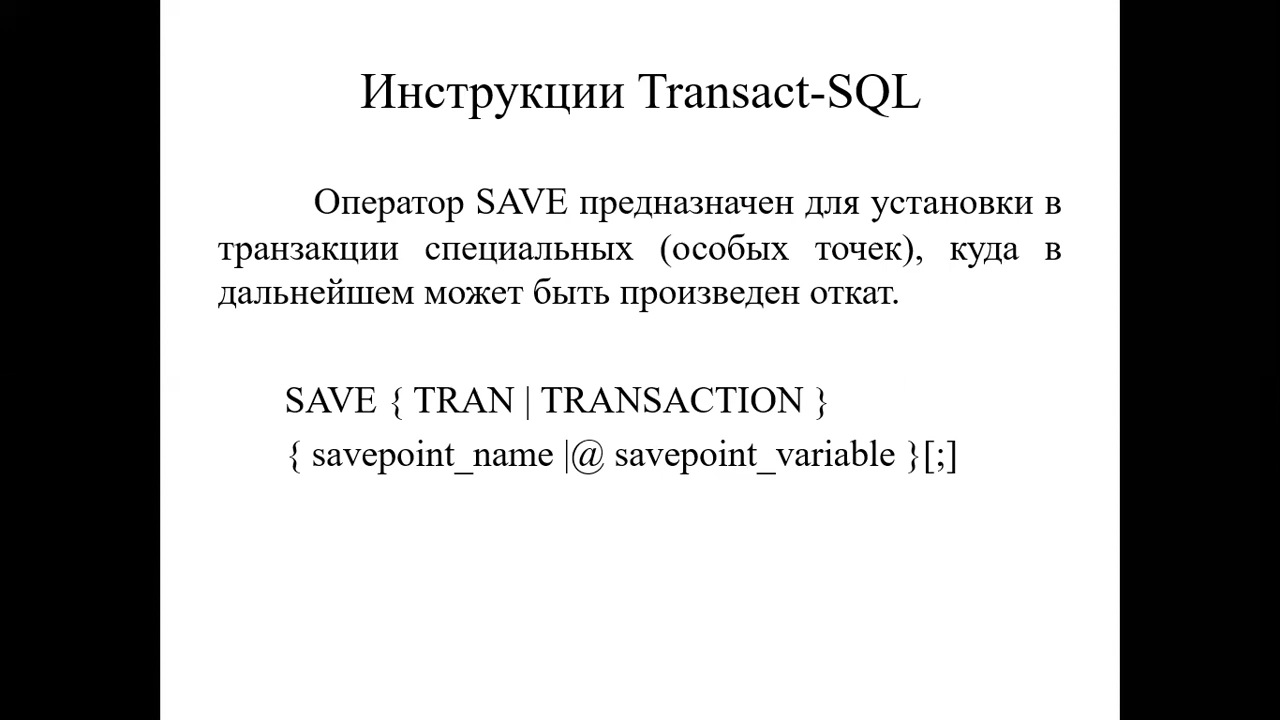 Инструкции Transact-SQL
Оператор SAVE предназначен для установки в
транзакции специальных (особых точек), куда в
дальнейшем может быть произведен откат.
SAVE { TRAN | TRANSACTION }
{ savepoint_name |@ savepoint_variable }[;]